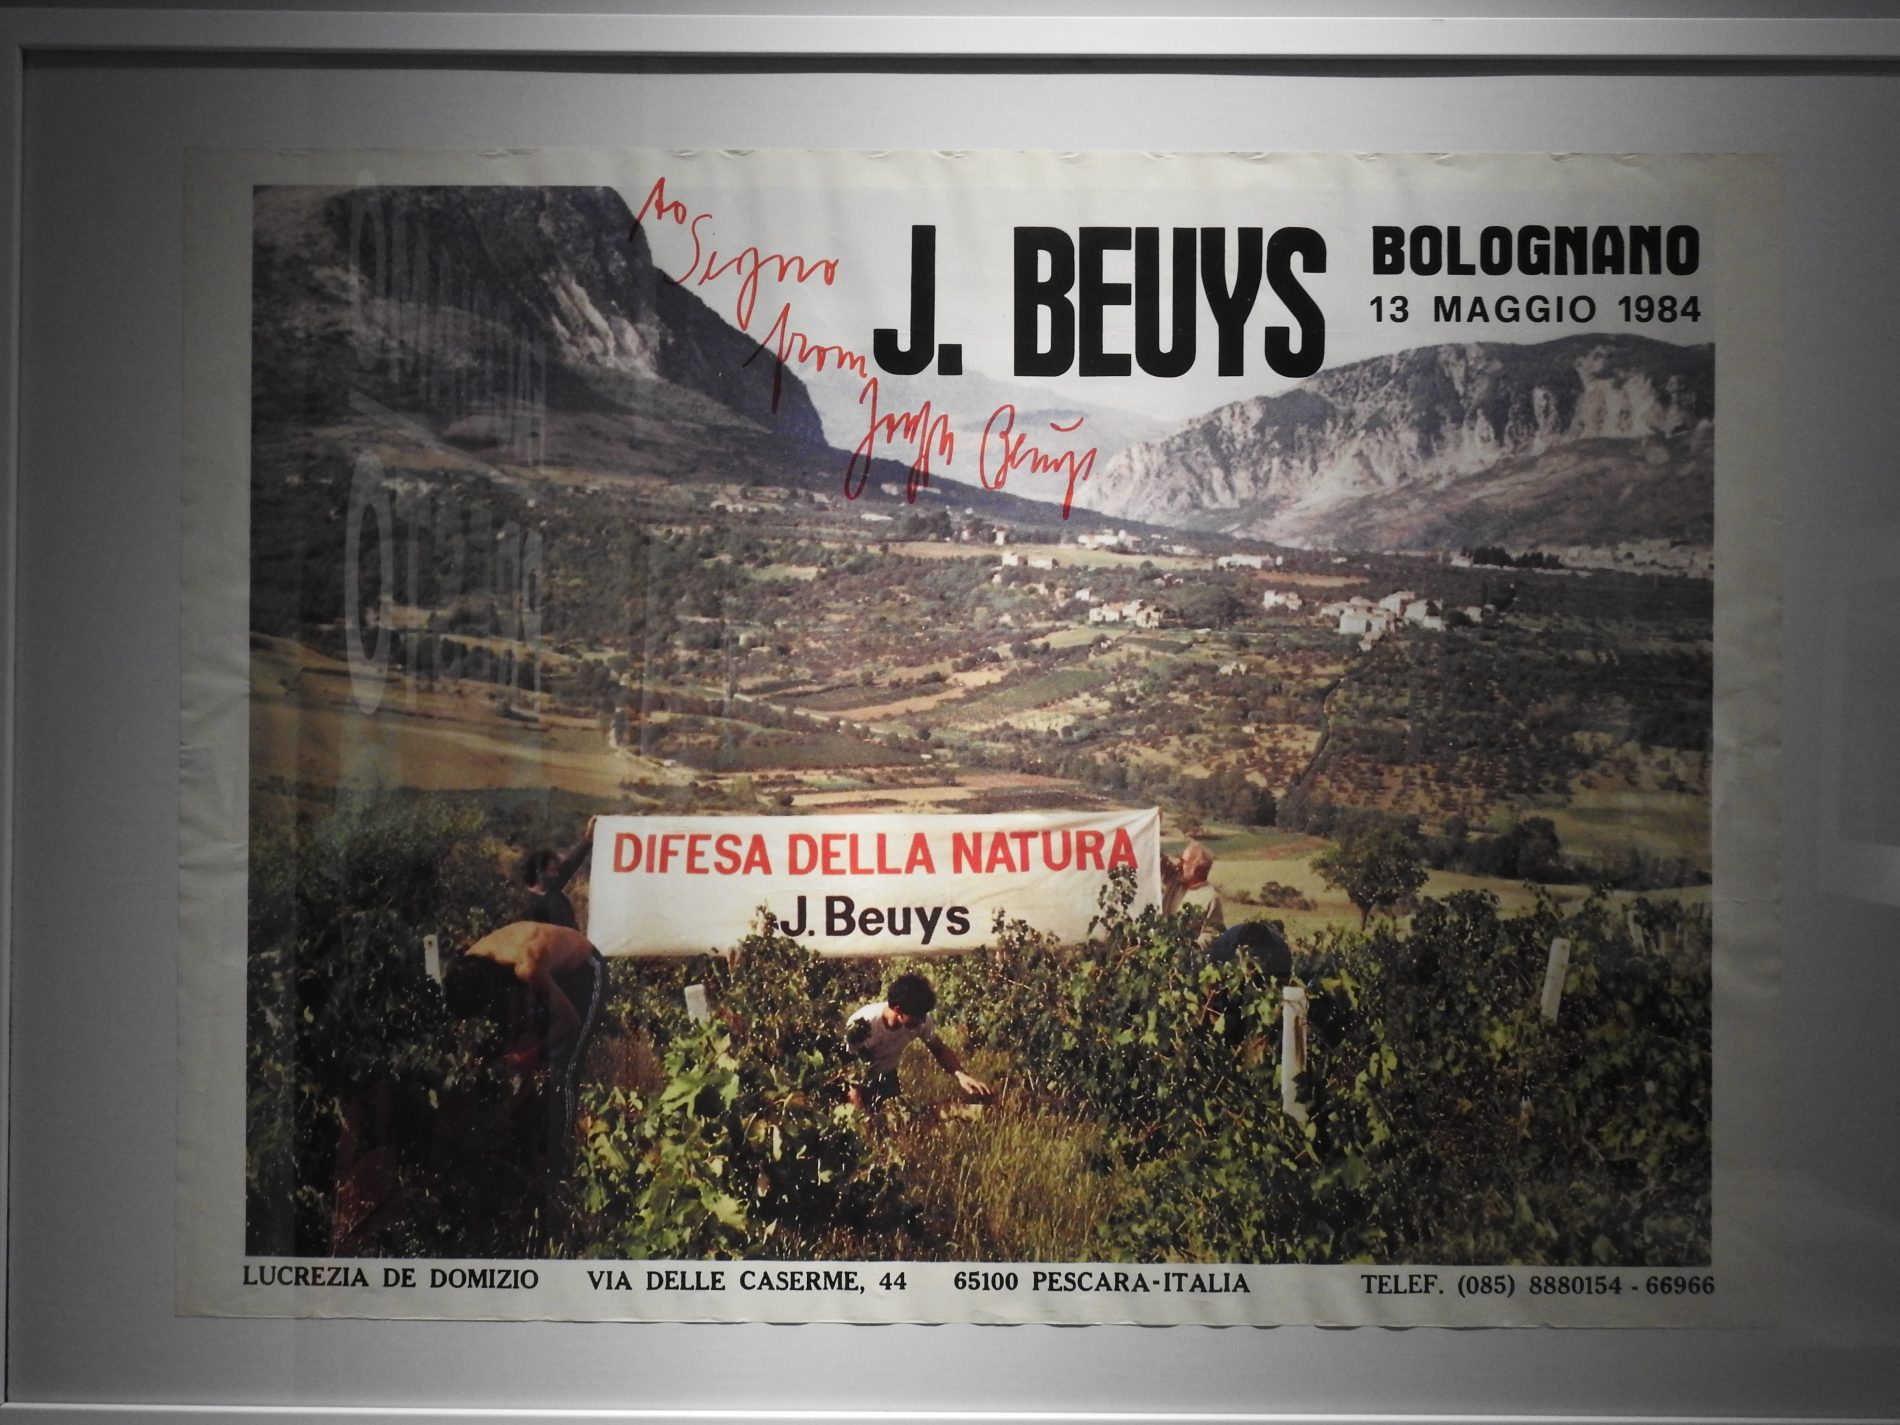 to
Segno
from
Joseph Beuys
J. BEUYS
BOLOGNANO
13 MAGGIO 1984
DIFESA DELLA NATURA
J. Beuys
LUCREZIA DE DOMIZIO VIA DELLE CASERME, 44 65100 PESCARA-ITALIA TELEF. (085) 8880154 - 66966